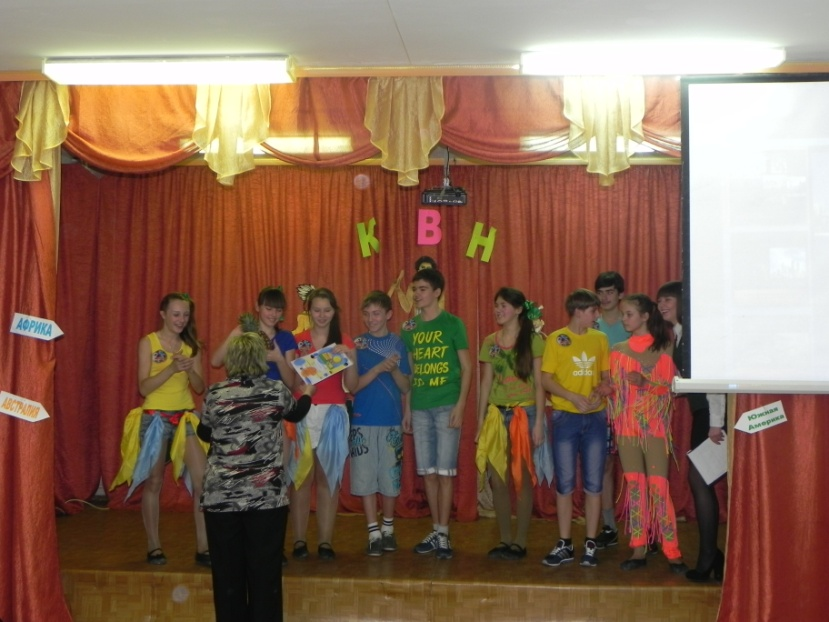 К В Н
АФРИКА
АВСТРАЛИЯ
YOUR
HEART
BELONGS
TO ME
adidas
Южная
Америка